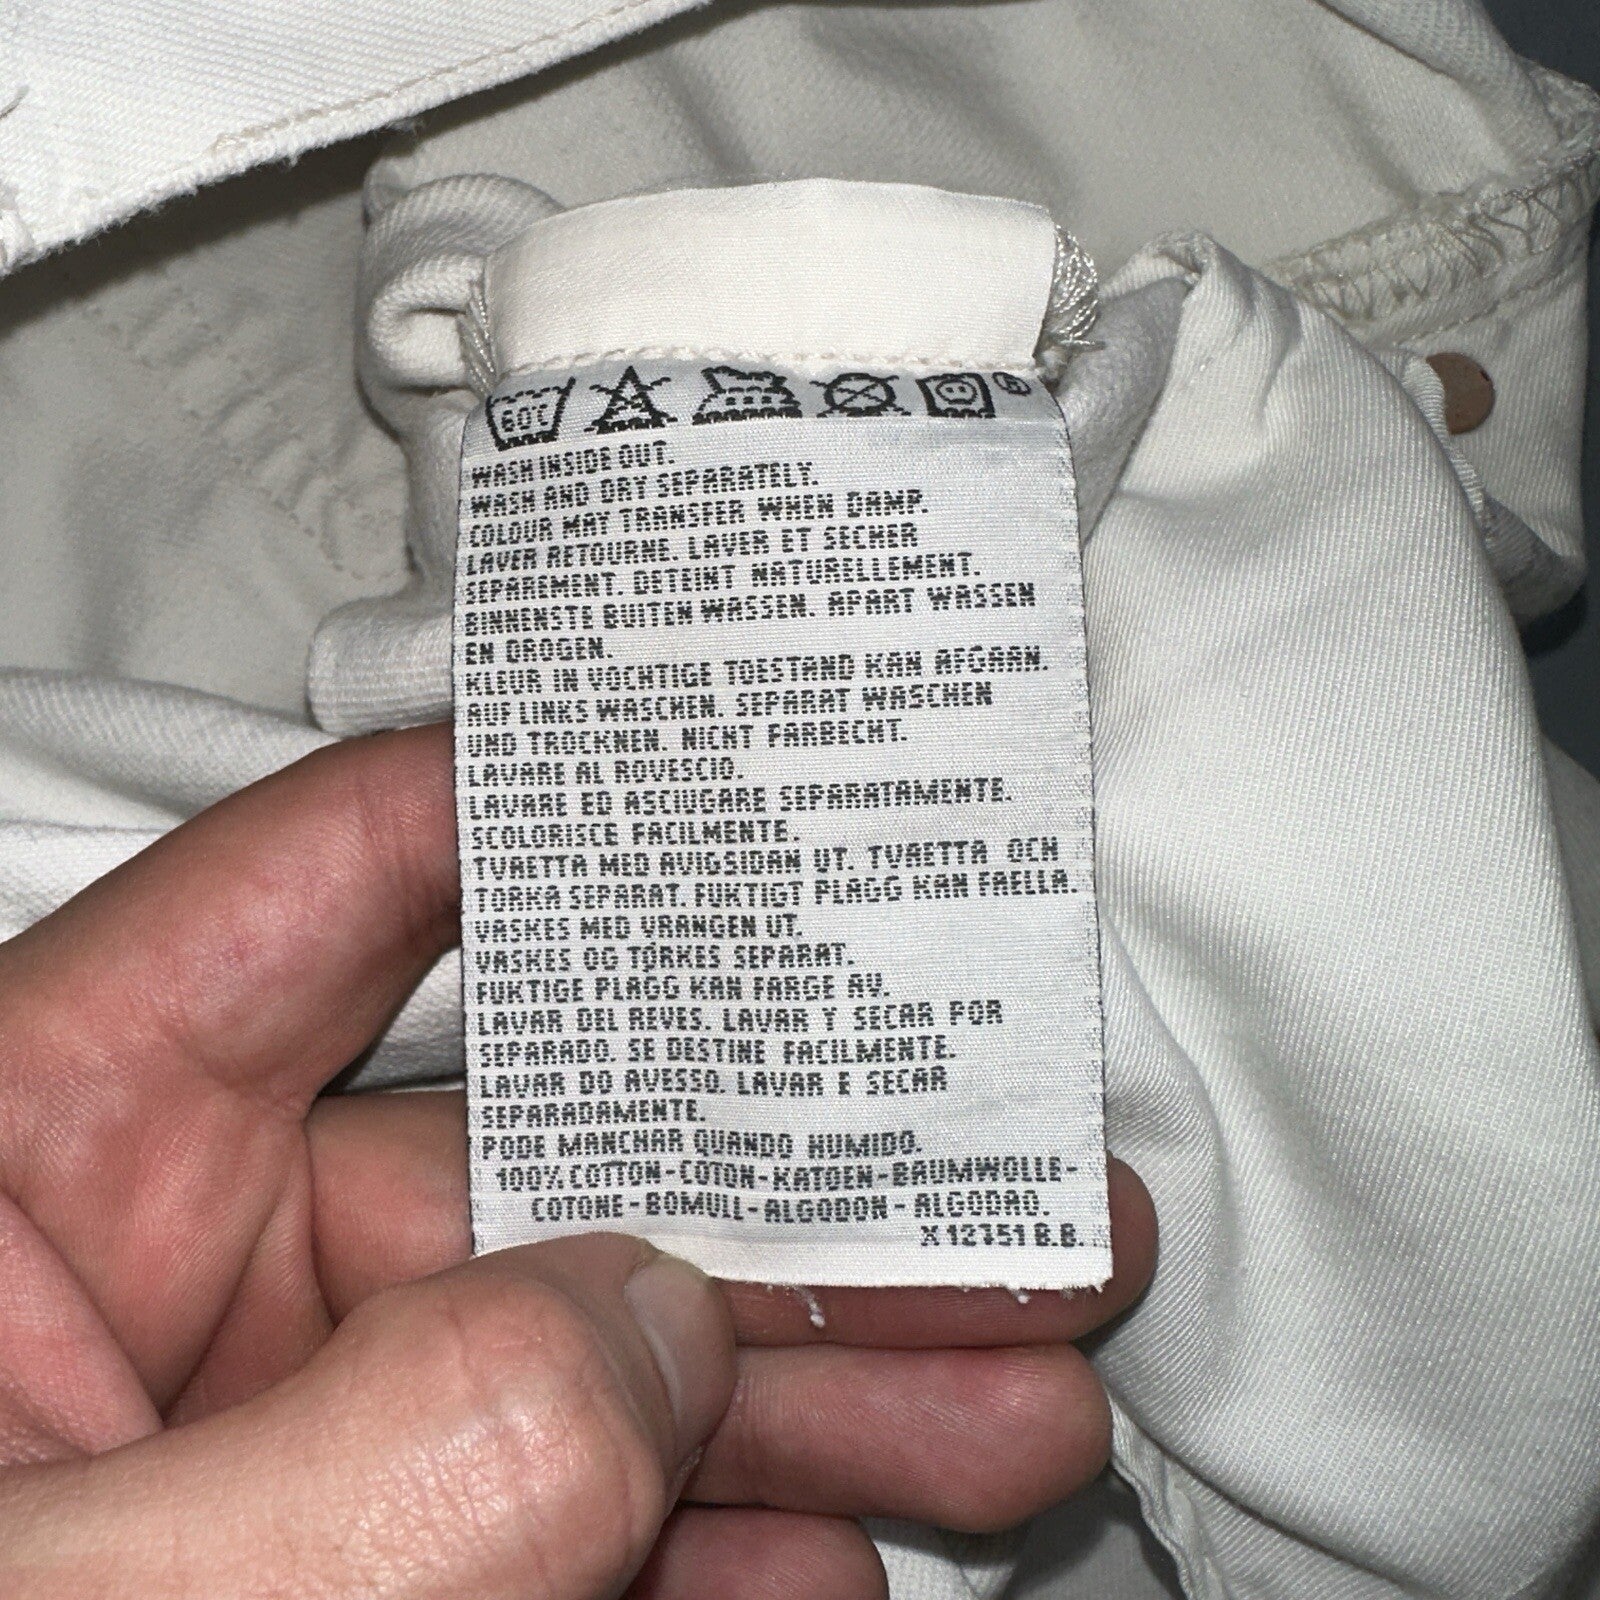 60°C ®
WASH INSIDE OUT.
WASH AND DRY SEPARATELY.
COLOUR MAY TRANSFER WHEN DAMP.
LAVER RETOURNE. LAVER ET SECHER
SEPAREMENT. DETEINT NATURELLEMENT.
BINNENSTE BUITEN WASSEN. APART WASSEN
EN DROGEN.
KLEUR IN VOCHTIGE TOESTAND KAN AFGAAN.
AUF LINKS WASCHEN. SEPARAT WASCHEN
UND TROCKNEN. NICHT FARBECHT.
LAVARE AL ROVESCIO.
LAVARE ED ASCIUGARE SEPARATAMENTE.
SCOLORISCE FACILMENTE.
TVAETTA MED AVIGSIDAN UT. TVAETTA OCH
TORKA SEPARAT. FUKTIGT PLAGG KAN FAELLA.
VASKES MED VRANGEN UT.
VASKES OG TØRKES SEPARAT.
FUKTIGE PLAGG KAN FARGE AV.
LAVAR DEL REVES. LAVAR Y SECAR POR
SEPARADO. SE DESTINE FACILMENTE.
LAVAR DO AVESSO. LAVAR E SECAR
SEPARADAMENTE.
PODE MANCHAR QUANDO HUMIDO.
100% COTTON-COTON-KATOEN-BAUMWOLLE-
COTONE-BOMULL-ALGODON-ALGODAO.
X 12751 B.B.